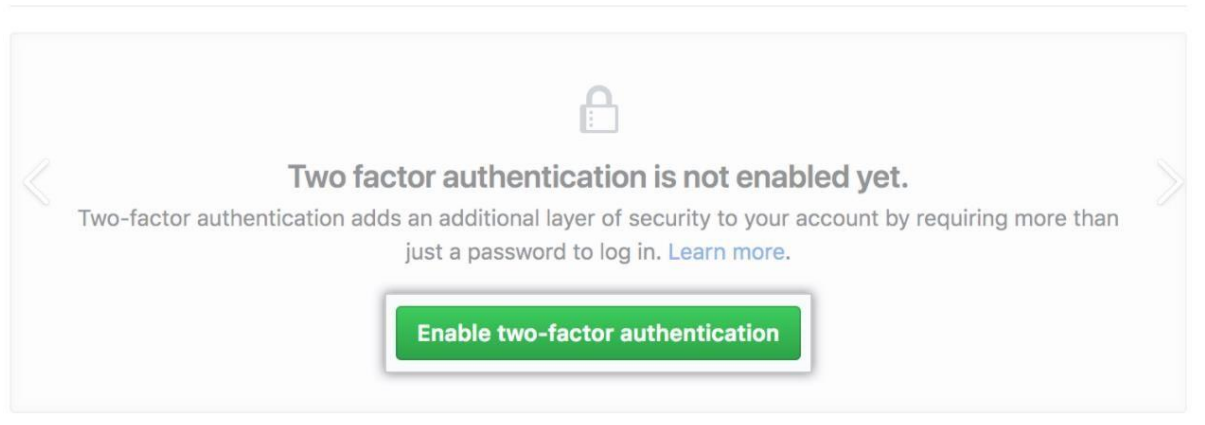 Two factor authentication is not enabled yet.
Two-factor authentication adds an additional layer of security to your account by requiring more than
just a password to log in. Learn more.
Enable two-factor authentication